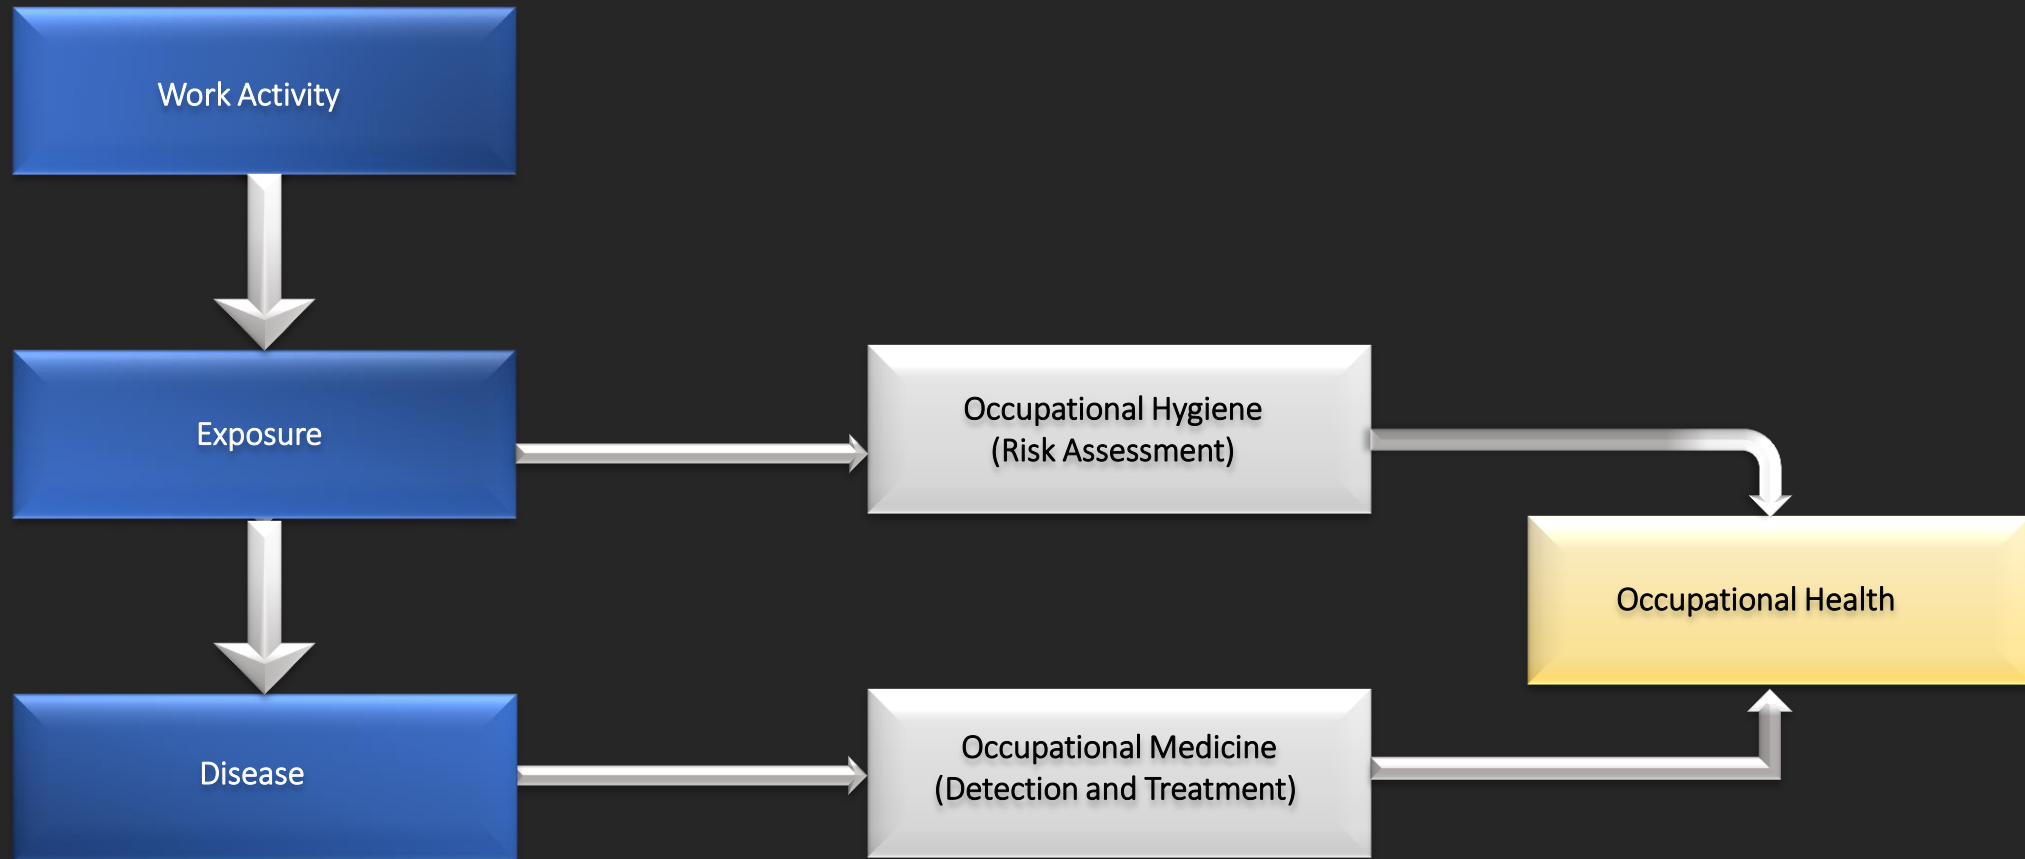 Work Activity
Exposure
Occupational Hygiene
(Risk Assessment)
Occupational Health
Disease
Occupational Medicine
(Detection and Treatment)